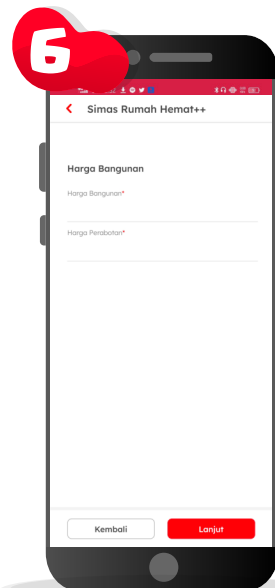 6
Simas Rumah Hemat++
Harga Bangunan
Harga Bangunan*
Harga Perabotan*
Kembali
Lanjut